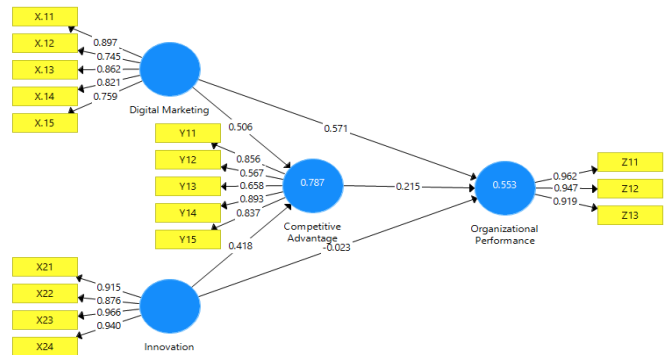 X.11
X.12
X.13
X.14
X.15
0.897
0.745
0.862
0.821
0.759
Digital Marketing
0.506
0.571
Y11
Y12
Y13
Y14
Y15
0.856
0.567
0.658
0.893
0.837
0.787
Competitive
Advantage
0.215
0.553
Organizational
Performance
0.962
0.947
0.919
Z11
Z12
Z13
0.418
-0.023
X21
X22
X23
X24
0.915
0.876
0.966
0.940
Innovation